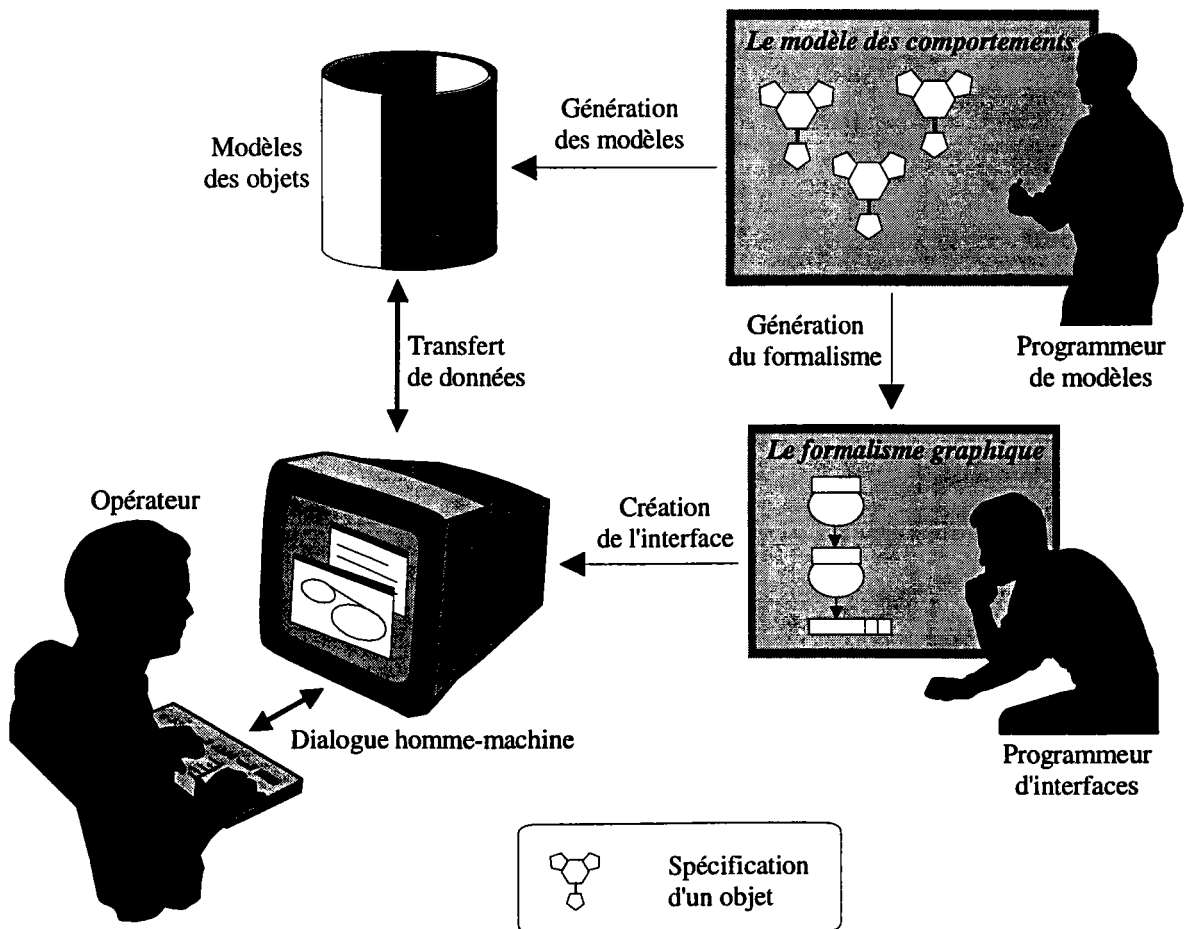 Le modèle des comportements
Génération
des modèles
Modèles
des objets
Génération
du formalisme
Programmeur
de modèles
Transfert
de données
Le formalisme graphique
Opérateur
Création
de l'interface
Dialogue homme-machine
Programmeur
d'interfaces
Spécification
d'un objet